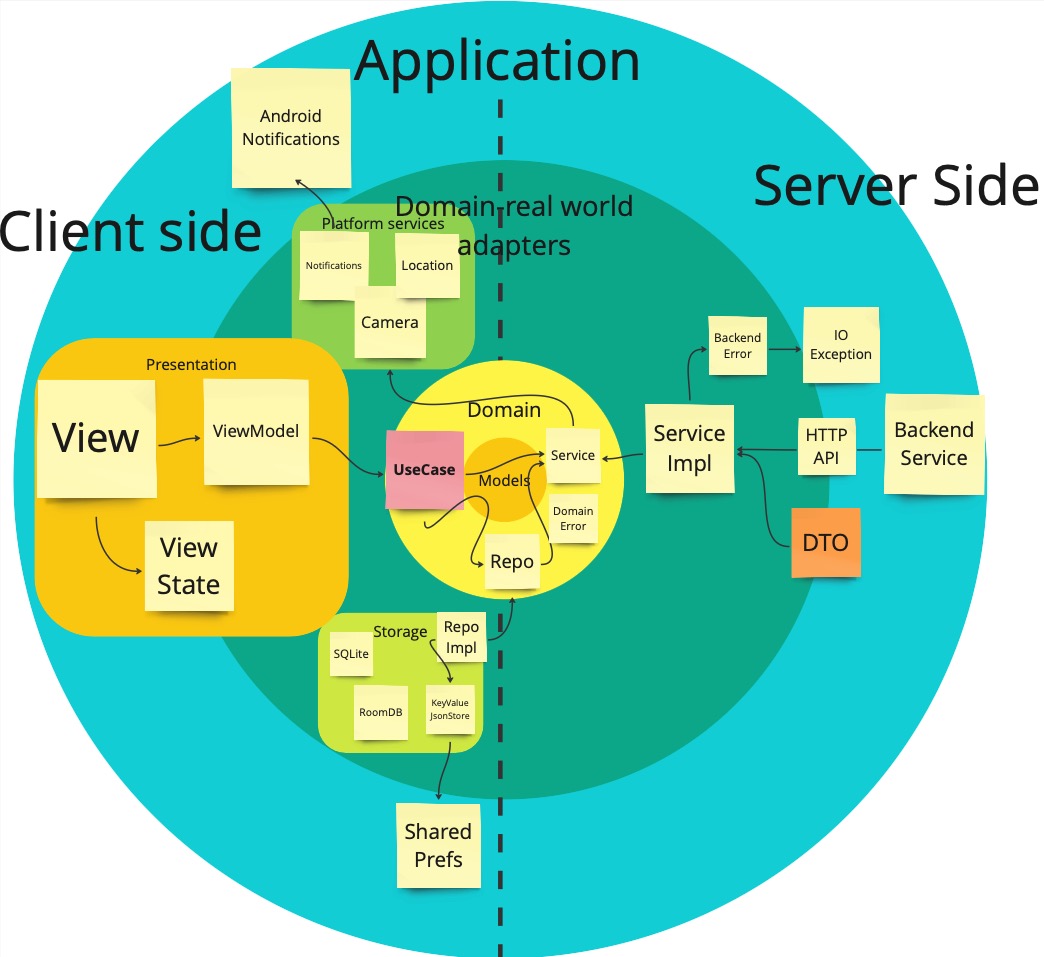 Application
Server Side
Client side
Android
Notifications
Domain-real world
adapters
Platform services
Notifications
Location
Camera
Presentation
View
ViewModel
View
State
Domain
UseCase
Models
Service
Domain
Error
Repo
Backend
Error
IO
Exception
Service
Impl
HTTP
API
Backend
Service
DTO
Storage
Repo
Impl
SQLite
RoomDB
KeyValue
JsonStore
Shared
Prefs